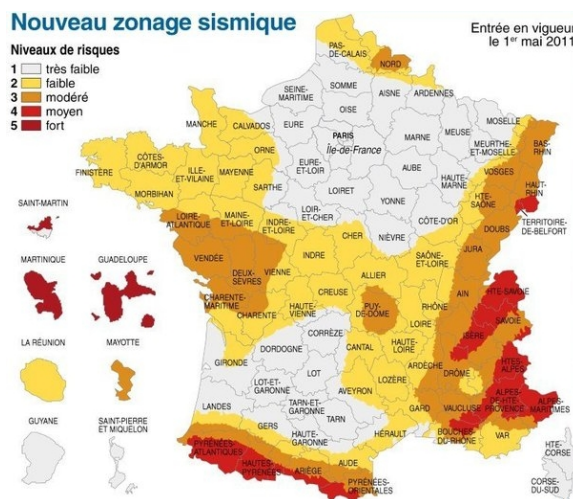 Nouveau zonage sismique
Entrée en vigueur
le 1er mai 2011
Niveaux de risques
1 très faible
2 faible
3 modéré
4 moyen
5 fort
PAS-
DE-CALAIS
NORD
SEINE-
MARITIME
SOMME
AISNE
ARDENNES
OISE
MANCHE
CALVADOS
EURE
PARIS
Île-de-France
MARNE
MEUSE
MOSELLE
MEURTHE-
ET-MOSELLE
BAS-
RHIN
ORNE
CÔTES-
D'ARMOR
FINISTÈRE
ILLE-
ET-VILAINE
MAYENNE
EURE-
ET-LOIR
AUBE
HAUTE-
MARNE
VOSGES
HAUT-
RHIN
MORBIHAN
SARTHE
LOIRET
YONNE
HTE-
SAÔNE
TERRITOIRE-
DE-BELFORT
LOIR-
ET-CHER
CÔTE-D'OR
DOUBS
LOIRE-
ATLANTIQUE
MAINE-
ET-LOIRE
INDRE-
ET-LOIRE
CHER
NIÈVRE
JURA
VENDÉE
DEUX-
SÈVRES
VIENNE
INDRE
SAÔNE-
ET-LOIRE
ALLIER
CHARENTE-
MARITIME
CHARENTE
HAUTE-
VIENNE
CREUSE
PUY-
DE-DOME
LOIRE
RHÔNE
AIN
HTE-SAVOIE
SAVOIE
ISÈRE
CORRÈZE
CANTAL
HAUTE-
LOIRE
GIRONDE
DORDOGNE
LOT
LOT-ET-
GARONNE
AVEYRON
LOZÈRE
ARDÈCHE
DRÔME
HTES-
ALPES
LANDES
TARN-ET-
GARONNE
TARN
GARD
VAUCLUSE
ALPES-
DE-HTE-
PROVENCE
ALPES-
MARITIMES
GERS
HAUTE-
GARONNE
HÉRAULT
BOUCHES-
DU-RHÔNE
VAR
PYRÉNÉES-
ATLANTIQUES
HAUTES-
PYRÉNÉES
ARIÈGE
AUDE
PYRÉNÉES-
ORIENTALES
HTE-
CORSE
CORSE-
DU-SUD
SAINT-MARTIN
MARTINIQUE
GUADELOUPE
LA RÉUNION
MAYOTTE
GUYANE
SAINT-PIERRE
ET MIQUELON